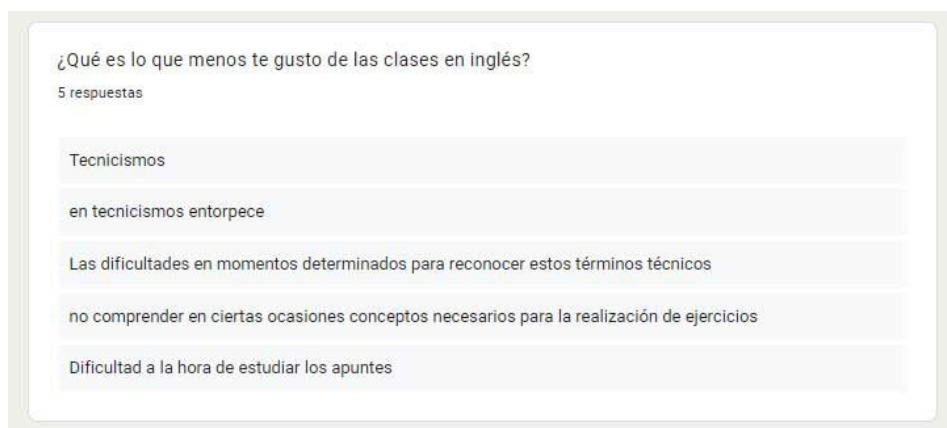 ¿Qué es lo que menos te gusto de las clases en inglés?
5 respuestas
Tecnicismos
en tecnicismos entorpece
Las dificultades en momentos determinados para reconocer estos términos técnicos
no comprender en ciertas ocasiones conceptos necesarios para la realización de ejercicios
Dificultad a la hora de estudiar los apuntes